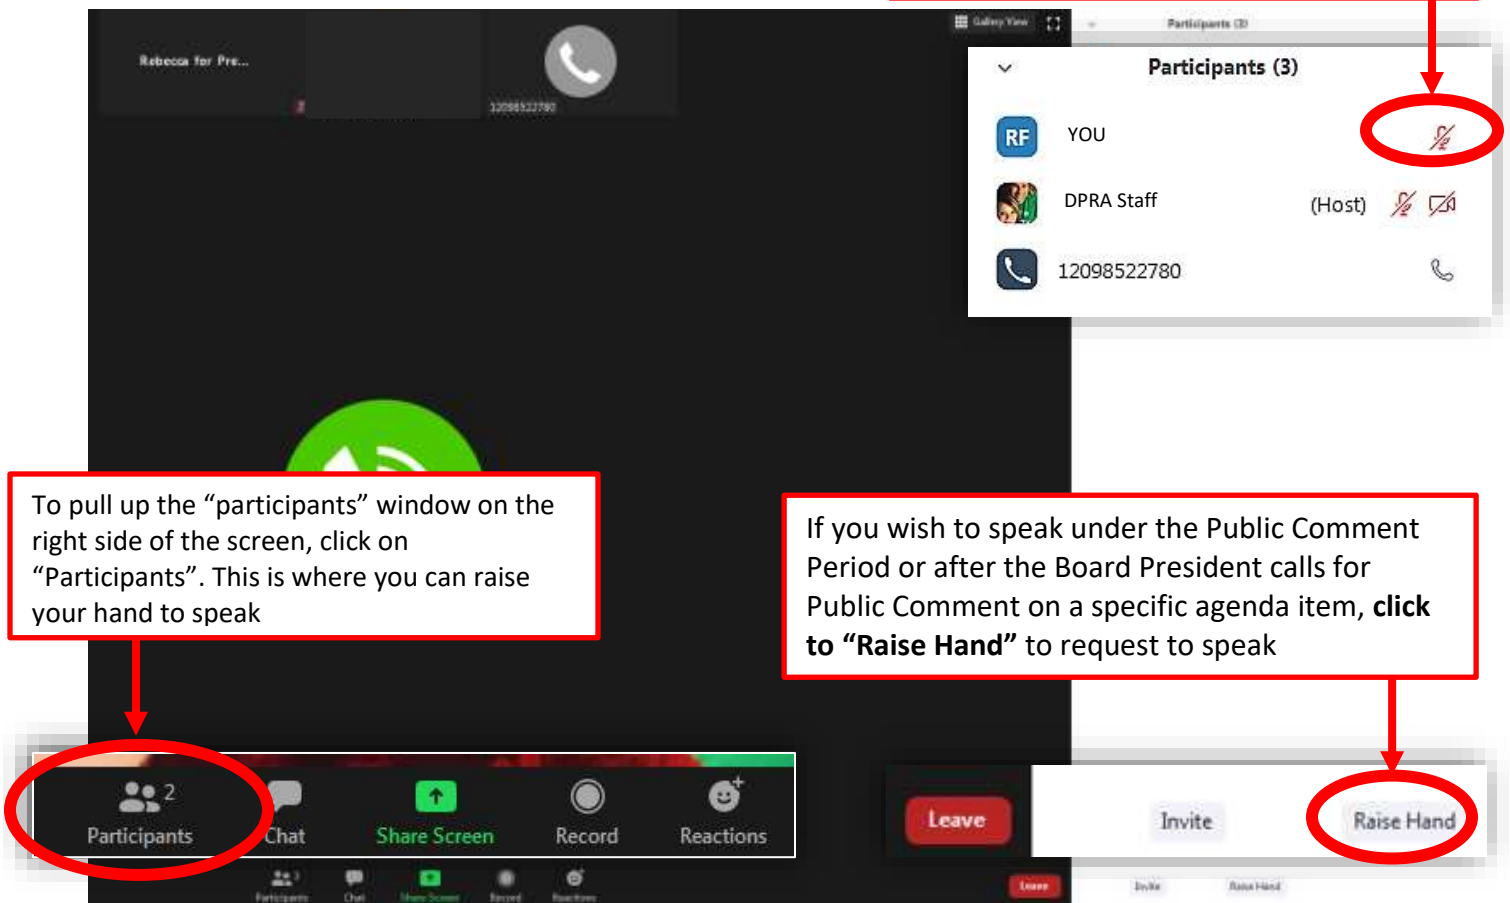 Gallery View
Participants (3)
Rebecca for Pre...
12098522780
Participants (3)
RF
YOU
DPRA Staff
(Host)
12098522780
To pull up the “participants” window on the
right side of the screen, click on
“Participants”. This is where you can raise
your hand to speak
If you wish to speak under the Public Comment
Period or after the Board President calls for
Public Comment on a specific agenda item, click
to “Raise Hand” to request to speak
2
Participants
Chat
Share Screen
Record
Reactions
Leave
Invite
Raise Hand
Participants
Chat
Share Screen
Record
Reactions
Leave
Invite
Raise Hand